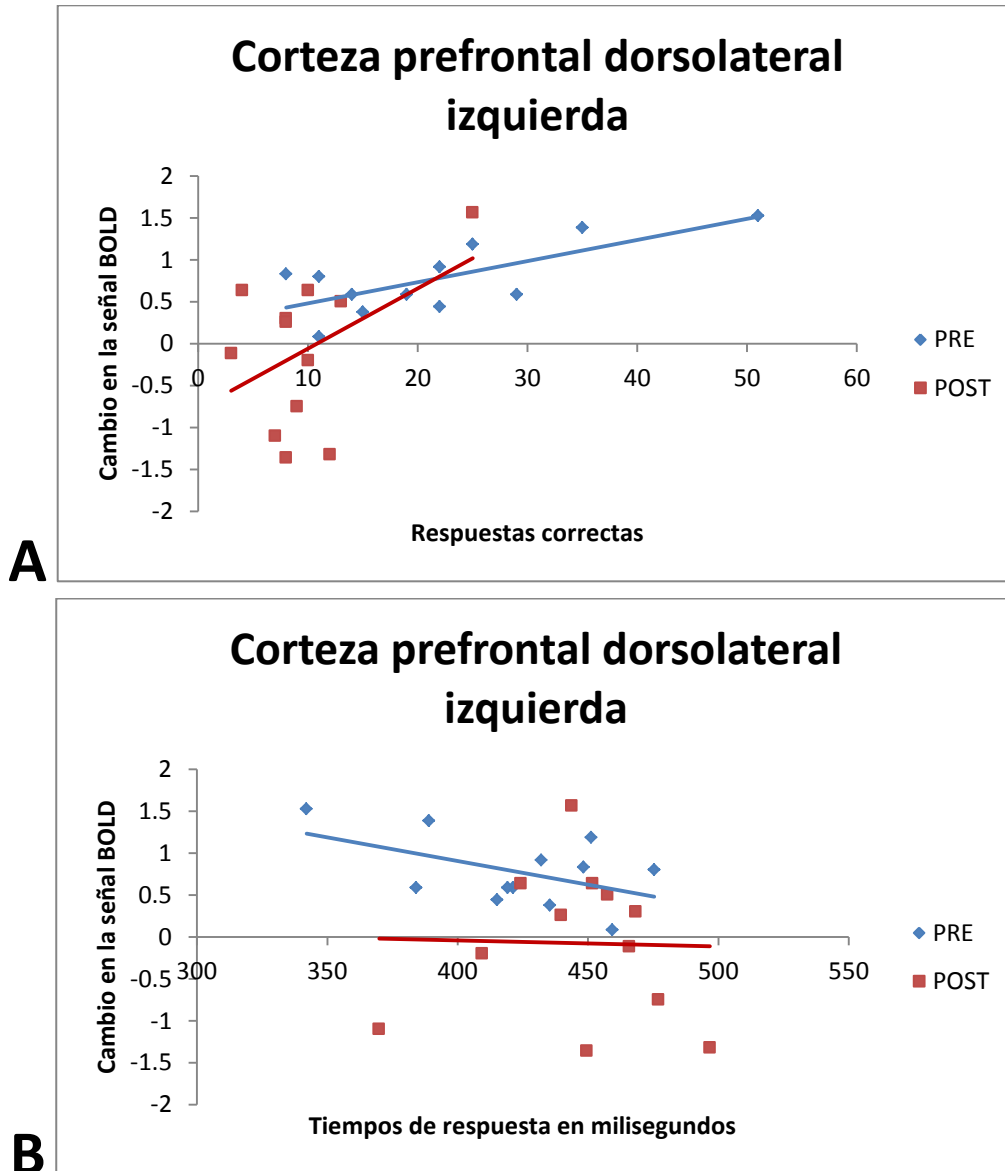 Corteza prefrontal dorsolateral
izquierda
Cambio en la señal BOLD
2
1.5
1
0.5
0
-0.5
-1
-1.5
-2
0 10 20 30 40 50 60
Respuestas correctas
PRE
POST
A
Corteza prefrontal dorsolateral
izquierda
Cambio en la señal BOLD
2
1.5
1
0.5
0
-0.5
-1
-1.5
-2
300 350 400 450 500 550
Tiempos de respuesta en milisegundos
PRE
POST
B